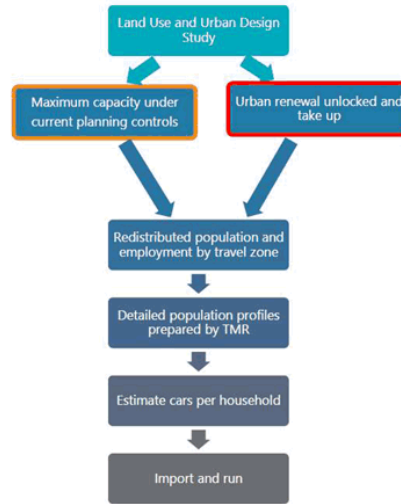 Land Use and Urban Design
Study
Maximum capacity under
current planning controls
Urban renewal unlocked and
take up
Redistributed population and
employment by travel zone
Detailed population profiles
prepared by TMR
Estimate cars per household
Import and run